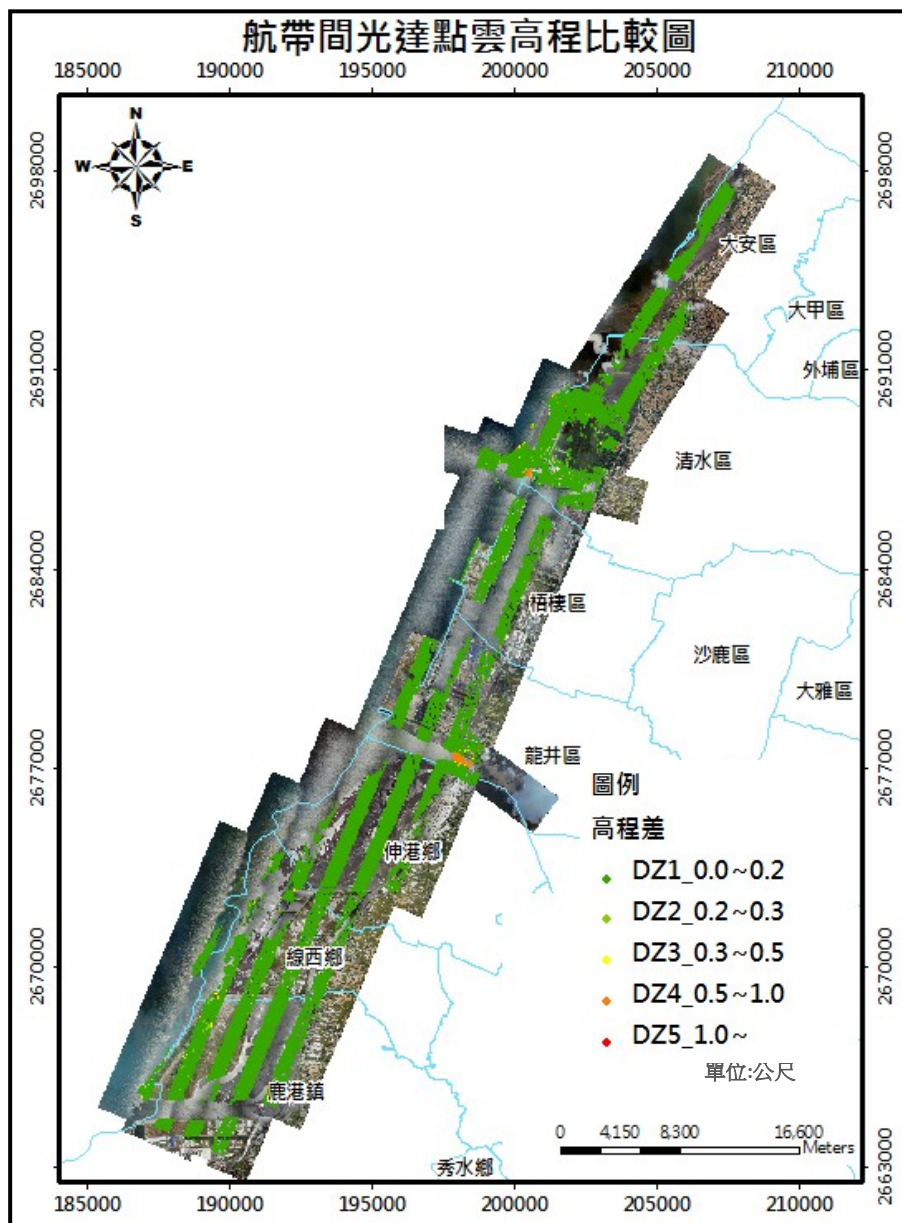 航帶間光達點雲高程比較圖
185000 190000 195000 200000 205000 210000
N
W E
S
2698000 2698000
大安區
大甲區
2691000 外埔區 2691000
清水區
2684000 2684000
梧棲區
沙鹿區
大雅區
龍井區
2677000 2677000
圖例
高程差
伸港鄉
DZ1_0.0~0.2
DZ2_0.2~0.3
線西鄉 DZ3_0.3~0.5
2670000 2670000
DZ4_0.5~1.0
DZ5_1.0~
單位:公尺
鹿港鎮
0 4,150 8,300 16,600
Meters
秀水鄉
2663000 2663000
185000 190000 195000 200000 205000 210000